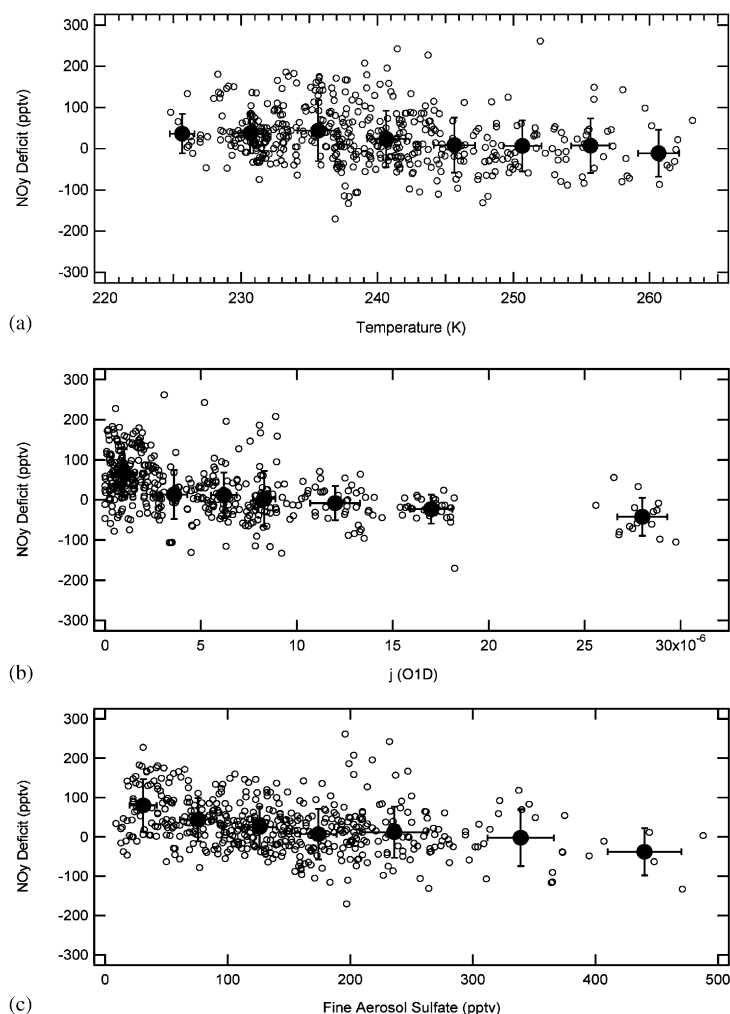 300
200
100
0
-100
-200
-300
NOy Deficit (pptv)
220 230 240 250 260
(a)
Temperature (K)
300
200
100
0
-100
-200
-300
NOy Deficit (pptv)
0 5 10 15 20 25 30x10-6
(b)
j (O1D)
300
200
100
0
-100
-200
-300
NOy Deficit (pptv)
0 100 200 300 400 500
(c)
Fine Aerosol Sulfate (pptv)